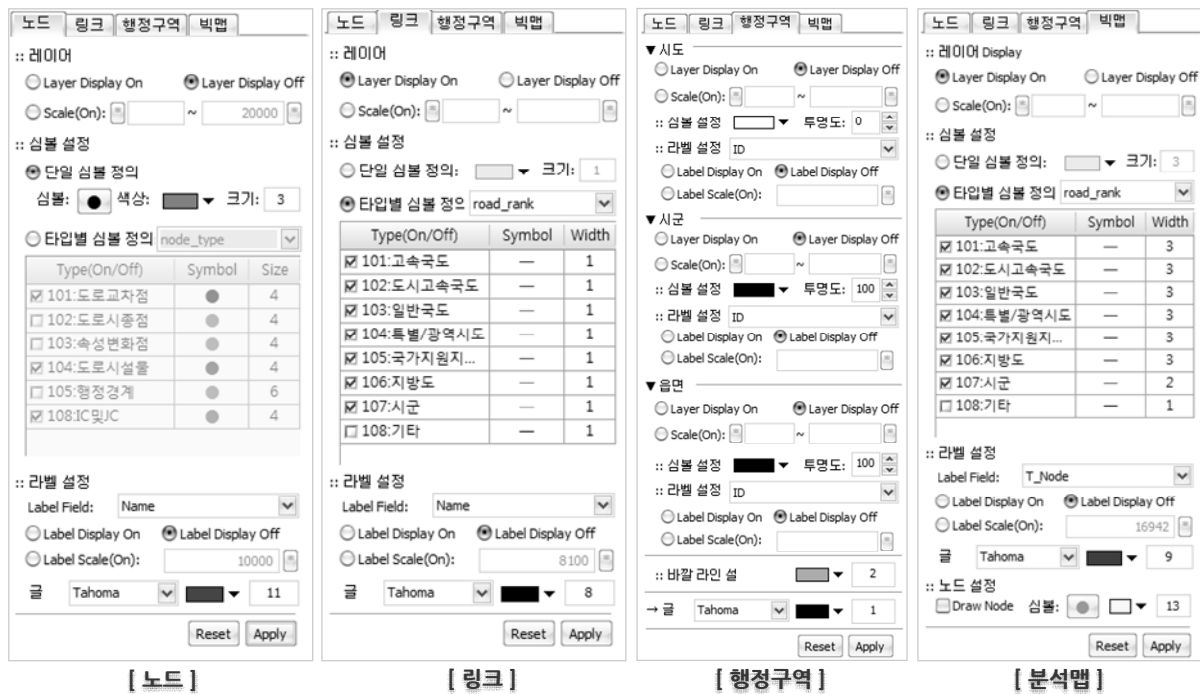 노드 링크 행정구역 빅맵
:: 레이어
Layer Display On Layer Display Off
Scale(On): ~ 20000
:: 심볼 설정
단일 심볼 정의
심볼: 색상: 크기: 3
타입별 심볼 정의 node_type
Type(On/Off) Symbol Size
101:도로교차점 4
102:도로시종점 4
103:속성변화점 4
104:도로시설물 4
105:행정경계 6
108:IC및JC 4
:: 라벨 설정
Label Field: Name
Label Display On Label Display Off
Label Scale(On): 10000
글 Tahoma 11
Reset Apply
[ 노드 ]
노드 링크 행정구역 빅맵
:: 레이어
Layer Display On Layer Display Off
Scale(On): ~
:: 심볼 설정
단일 심볼 정의: 크기: 1
타입별 심볼 정으 road_rank
Type(On/Off) Symbol Width
101:고속국도 1
102:도시고속국도 1
103:일반국도 1
104:특별/광역시도 1
105:국가지원지... 1
106:지방도 1
107:시군 1
108:기타 1
:: 라벨 설정
Label Field: Name
Label Display On Label Display Off
Label Scale(On): 8100
글 Tahoma 8
Reset Apply
[ 링크 ]
노드 링크 행정구역 빅맵
▼ 시도
Layer Display On Layer Display Off
Scale(On): ~
:: 심볼 설정 투명도: 0
:: 라벨 설정 ID
Label Display On Label Display Off
Label Scale(On):
▼ 시군
Layer Display On Layer Display Off
Scale(On): ~
:: 심볼 설정 투명도: 100
:: 라벨 설정 ID
Label Display On Label Display Off
Label Scale(On):
▼ 읍면
Layer Display On Layer Display Off
Scale(On): ~
:: 심볼 설정 투명도: 100
:: 라벨 설정 ID
Label Display On Label Display Off
Label Scale(On):
:: 바깥 라인 설 2
→ 글 Tahoma 1
Reset Apply
[ 행정구역 ]
노드 링크 행정구역 빅맵
:: 레이어 Display
Layer Display On Layer Display Off
Scale(On): ~
:: 심볼 설정
단일 심볼 정의: 크기: 3
타입별 심볼 정의 road_rank
Type(On/Off) Symbol Width
101:고속국도 3
102:도시고속국도 3
103:일반국도 3
104:특별/광역시도 3
105:국가지원지... 3
106:지방도 3
107:시군 2
108:기타 1
:: 라벨 설정
Label Field: T_Node
Label Display On Label Display Off
Label Scale(On): 16942
글 Tahoma 9
:: 노드 설정
Draw Node 심볼: 13
Reset Apply
[ 분석맵 ]